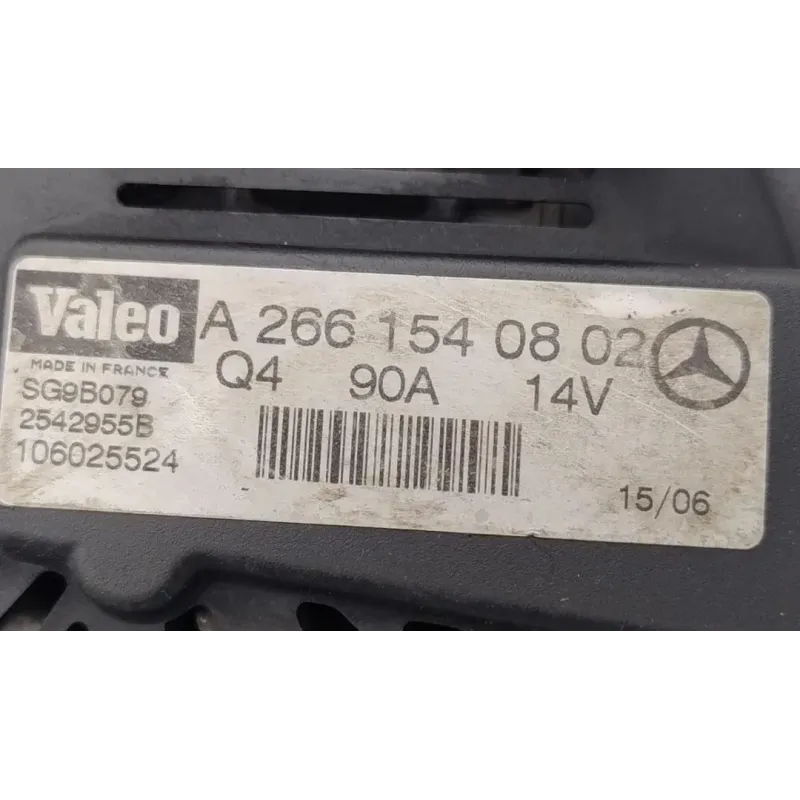 Valeo A 266 154 08 02
MADE IN FRANCE
Q4 90A 14V
SG9B079
2542955B
106025524
15/06